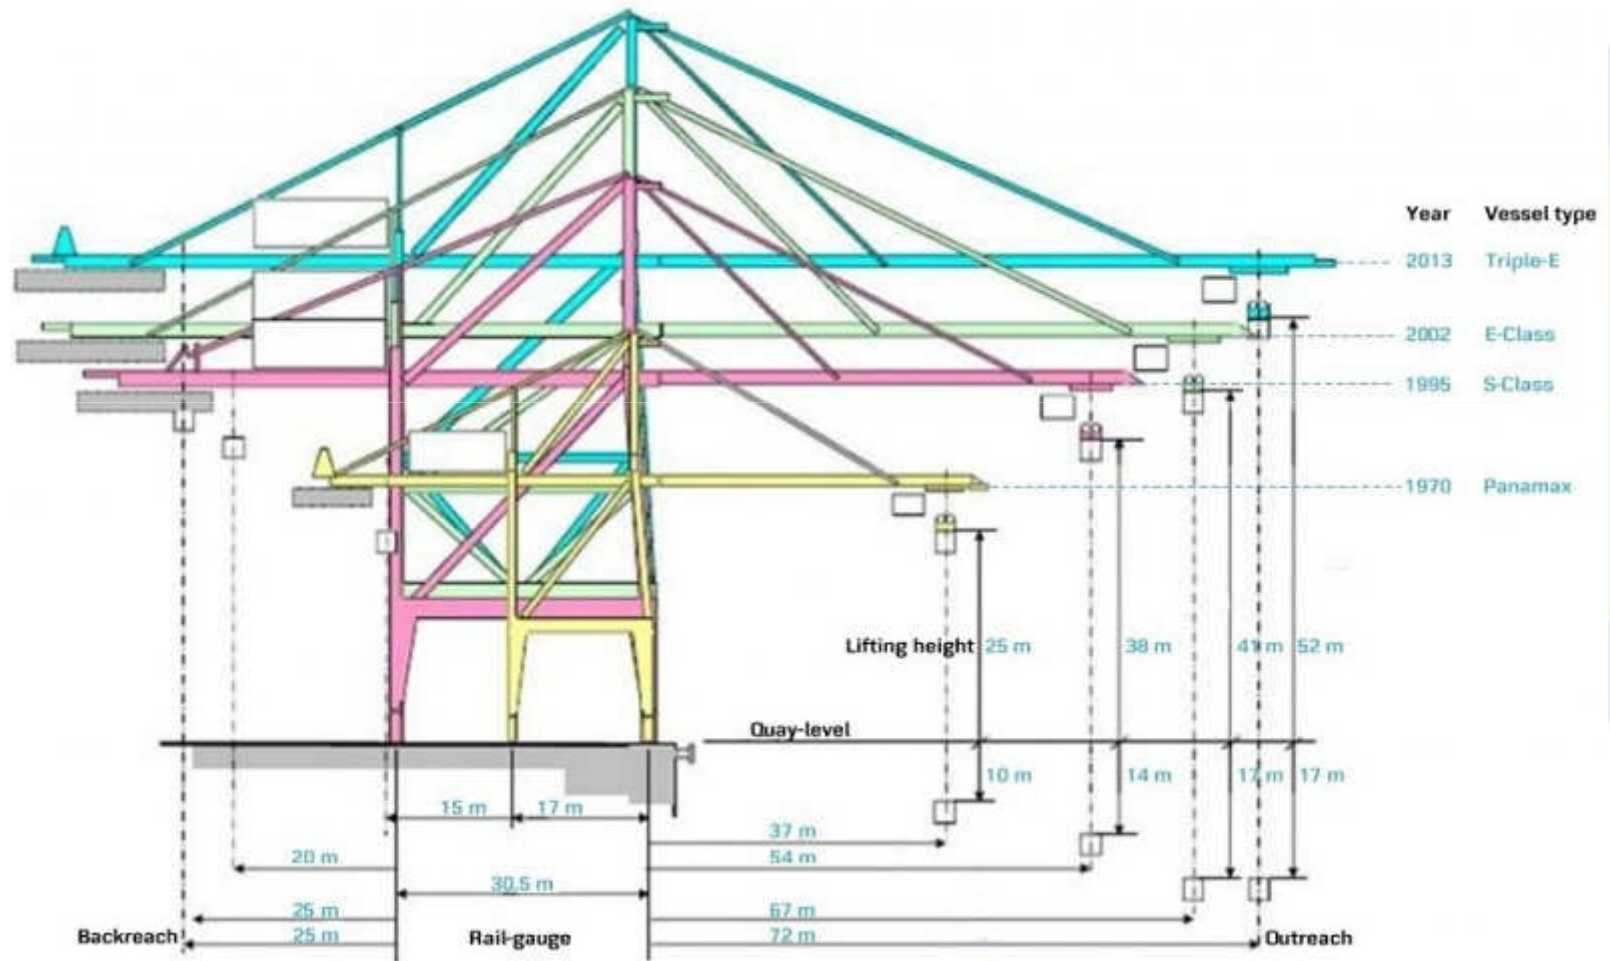 Year Vessel type
2013 Triple-E
2002 E-Class
1995 S-Class
1970 Panamax
Lifting height 25 m 38 m 41 m 52 m
Quay-level
10 m 14 m 17 m 17 m
15 m 17 m
37 m
20 m 54 m
30,5 m
25 m 67 m
Backreach 25 m Rail-gauge 72 m Outreach